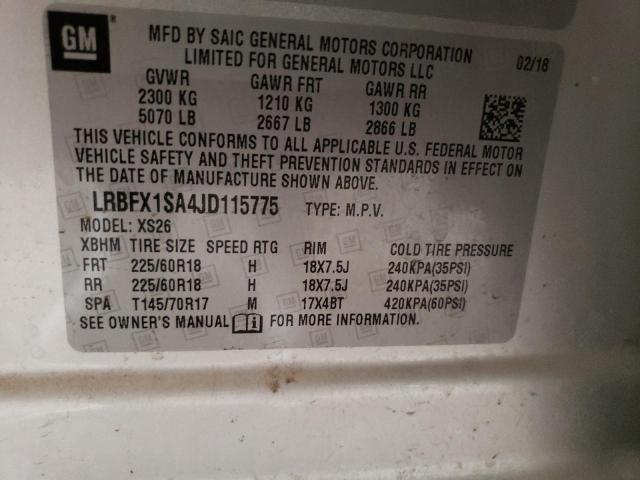 GM
MFD BY SAIC GENERAL MOTORS CORPORATION
LIMITED FOR GENERAL MOTORS LLC 02/18
GVWR GAWR FRT GAWR RR
2300 KG 1210 KG 1300 KG
5070 LB 2667 LB 2866 LB
THIS VEHICLE CONFORMS TO ALL APPLICABLE U.S. FEDERAL MOTOR
VEHICLE SAFETY AND THEFT PREVENTION STANDARDS IN EFFECT ON
THE DATE OF MANUFACTURE SHOWN ABOVE.
LRBFX1SA4JD115775 TYPE: M.P.V.
MODEL: XS26
XBHM TIRE SIZE SPEED RTG RIM COLD TIRE PRESSURE
FRT 225/60R18 H 18X7.5J 240KPA(35PSI)
RR 225/60R18 H 18X7.5J 240KPA(35PSI)
SPA T145/70R17 M 17X4BT 420KPA(60PSI)
SEE OWNER'S MANUAL i FOR MORE INFORMATION.